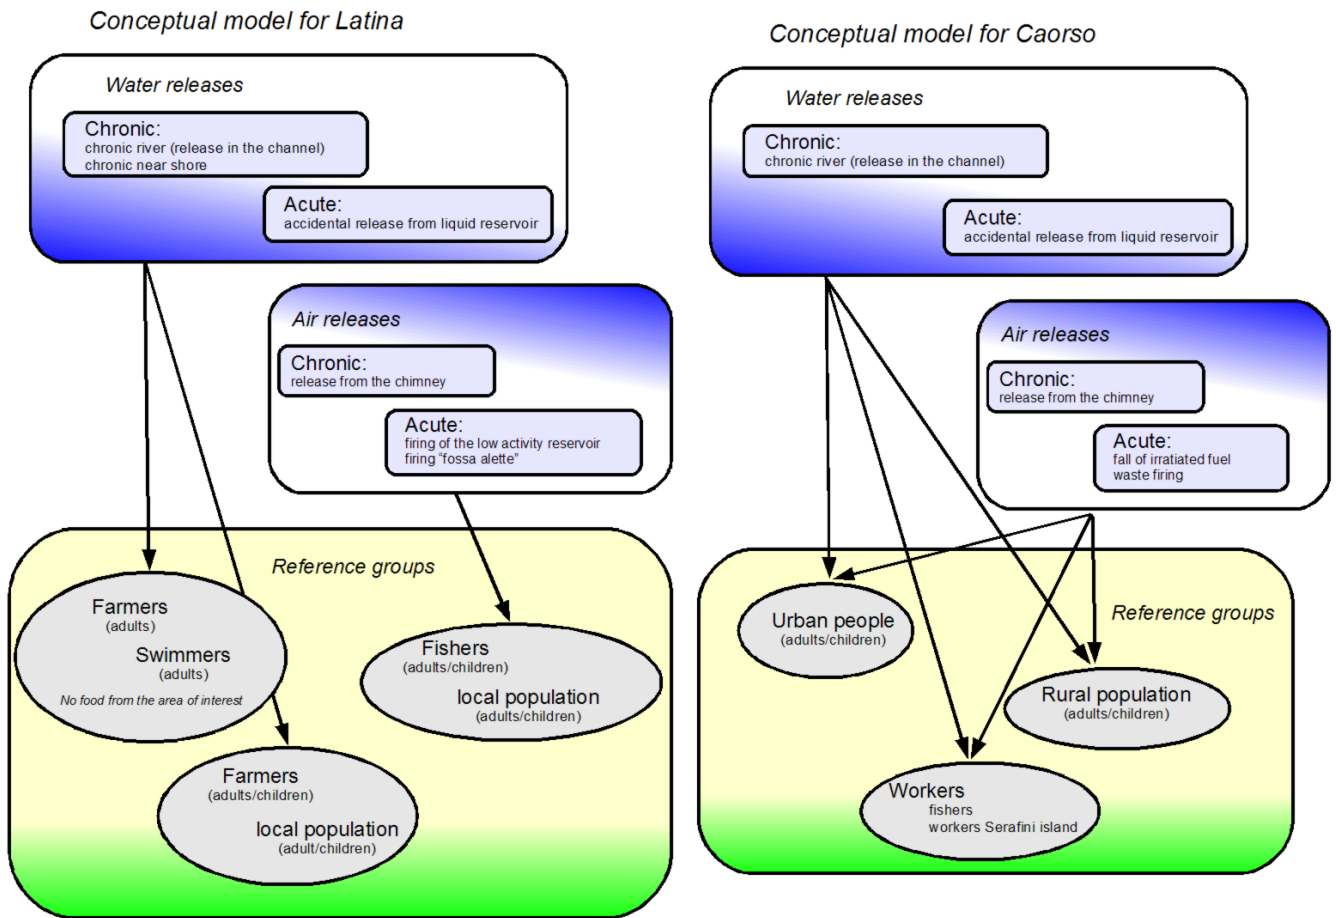 Conceptual model for Latina
Water releases
Chronic:
chronic river (release in the channel)
chronic near shore
Acute:
accidental release from liquid reservoir
Air releases
Chronic:
release from the chimney
Acute:
firing of the low activity reservoir
firing “fossa alette”
Reference groups
Farmers
(adults)
Swimmers
(adults)
No food from the area of interest
Fishers
(adults/children)
local population
(adults/children)
Farmers
(adults/children)
local population
(adult/children)
Conceptual model for Caorso
Water releases
Chronic:
chronic river (release in the channel)
Acute:
accidental release from liquid reservoir
Air releases
Chronic:
release from the chimney
Acute:
fall of irratiated fuel
waste firing
Reference groups
Urban people
(adults/children)
Rural population
(adults/children)
Workers
fishers
workers Serafini island